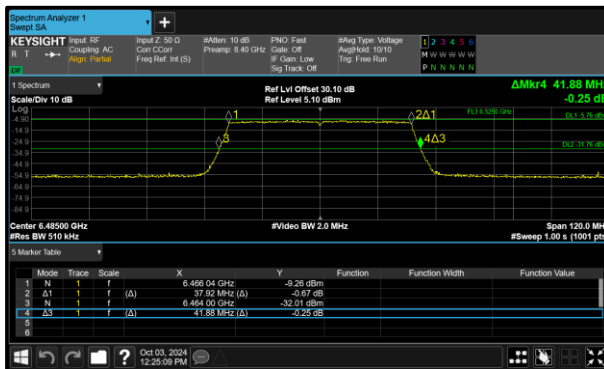 Spectrum Analyzer 1
Swept SA
+
KEYSIGHT
R T
Input: RF
Coupling: AC
Align: Partial
Input Z: 50 Ω
Corr CCorr
Freq Ref: Int (S)
#Atten: 10 dB
Preamp: 8.40 GHz
PNO: Fast
Gate: Off
IF Gain: Low
Sig Track: Off
#Avg Type: Voltage
Avg|Hold: 10/10
Trig: Free Run
1 2 3 4 5 6
M W W W W W
P N N N N N
1 Spectrum
Scale/Div 10 dB
Ref Lvl Offset 30.10 dB
Ref Level 5.10 dBm
ΔMkr4 41.88 MHz
-0.25 dB
Log
-4.90
-14.9
-24.9
-34.9
-44.9
-54.9
-64.9
-74.9
-84.9
1
2Δ1
3
4Δ3
DL1 -5.76 dBm
DL2 -31.76 dBm
Center 6.48500 GHz
#Video BW 2.0 MHz
Span 120.0 MHz
#Res BW 510 kHz
#Sweep 1.00 s (1001 pts)
5 Marker Table
Mode Trace Scale X Y Function Function Width Function Value
1 N 1 f 6.466 04 GHz -9.26 dBm
2 Δ1 1 f (Δ) 37.92 MHz (Δ) -0.67 dB
3 N 1 f 6.464 00 GHz -32.01 dBm
4 Δ3 1 f (Δ) 41.88 MHz (Δ) -0.25 dB
5
6
?
Oct 03, 2024
12:25:09 PM